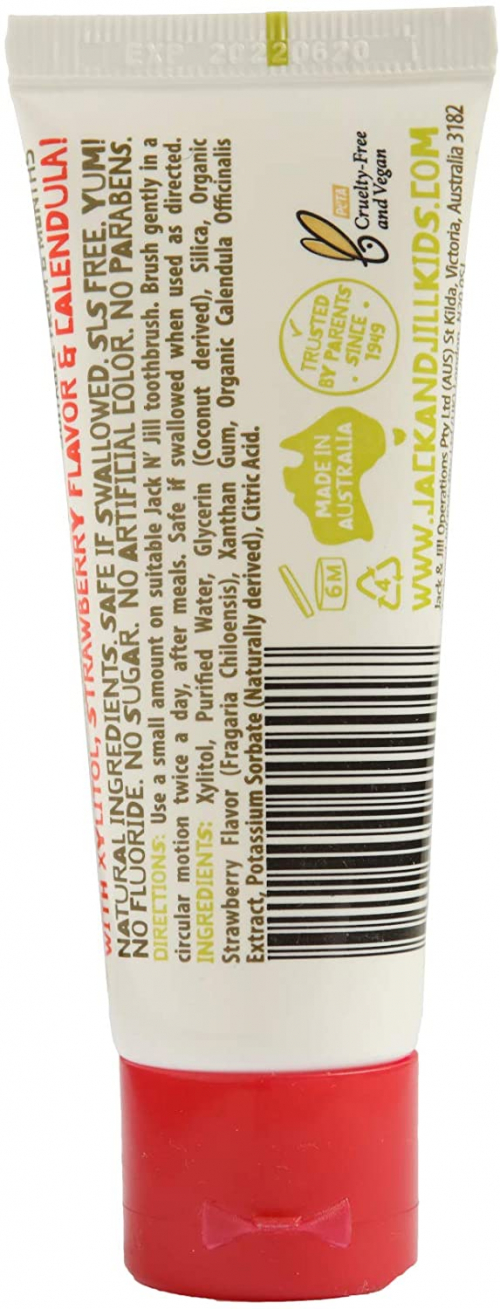 EXP 20220620
MONTHS
WITH XYLITOL, STRAWBERRY FLAVOR & CALENDULA!
NATURAL INGREDIENTS. SAFE IF SWALLOWED. SLS FREE. YUM!
NO FLUORIDE. NO SUGAR. NO ARTIFICIAL COLOR. NO PARABENS.
DIRECTIONS: Use a small amount on suitable Jack N' Jill toothbrush. Brush gently in a
circular motion twice a day, after meals. Safe if swallowed when used as directed.
INGREDIENTS: Xylitol, Purified Water, Glycerin (Coconut derived), Silica, Organic
Strawberry Flavor (Fragaria Chiloensis), Xanthan Gum, Organic Calendula Officinalis
Extract, Potassium Sorbate (Naturally derived), Citric Acid.
6M
4
MADE IN
AUSTRALIA
TRUSTED
BY PARENTS
• SINCE •
1949
PETA
Cruelty-Free
and Vegan
WWW.JACKANDJILLKIDS.COM
Jack & Jill Operations Pty Ltd (AUS) St Kilda, Victoria, Australia 3182